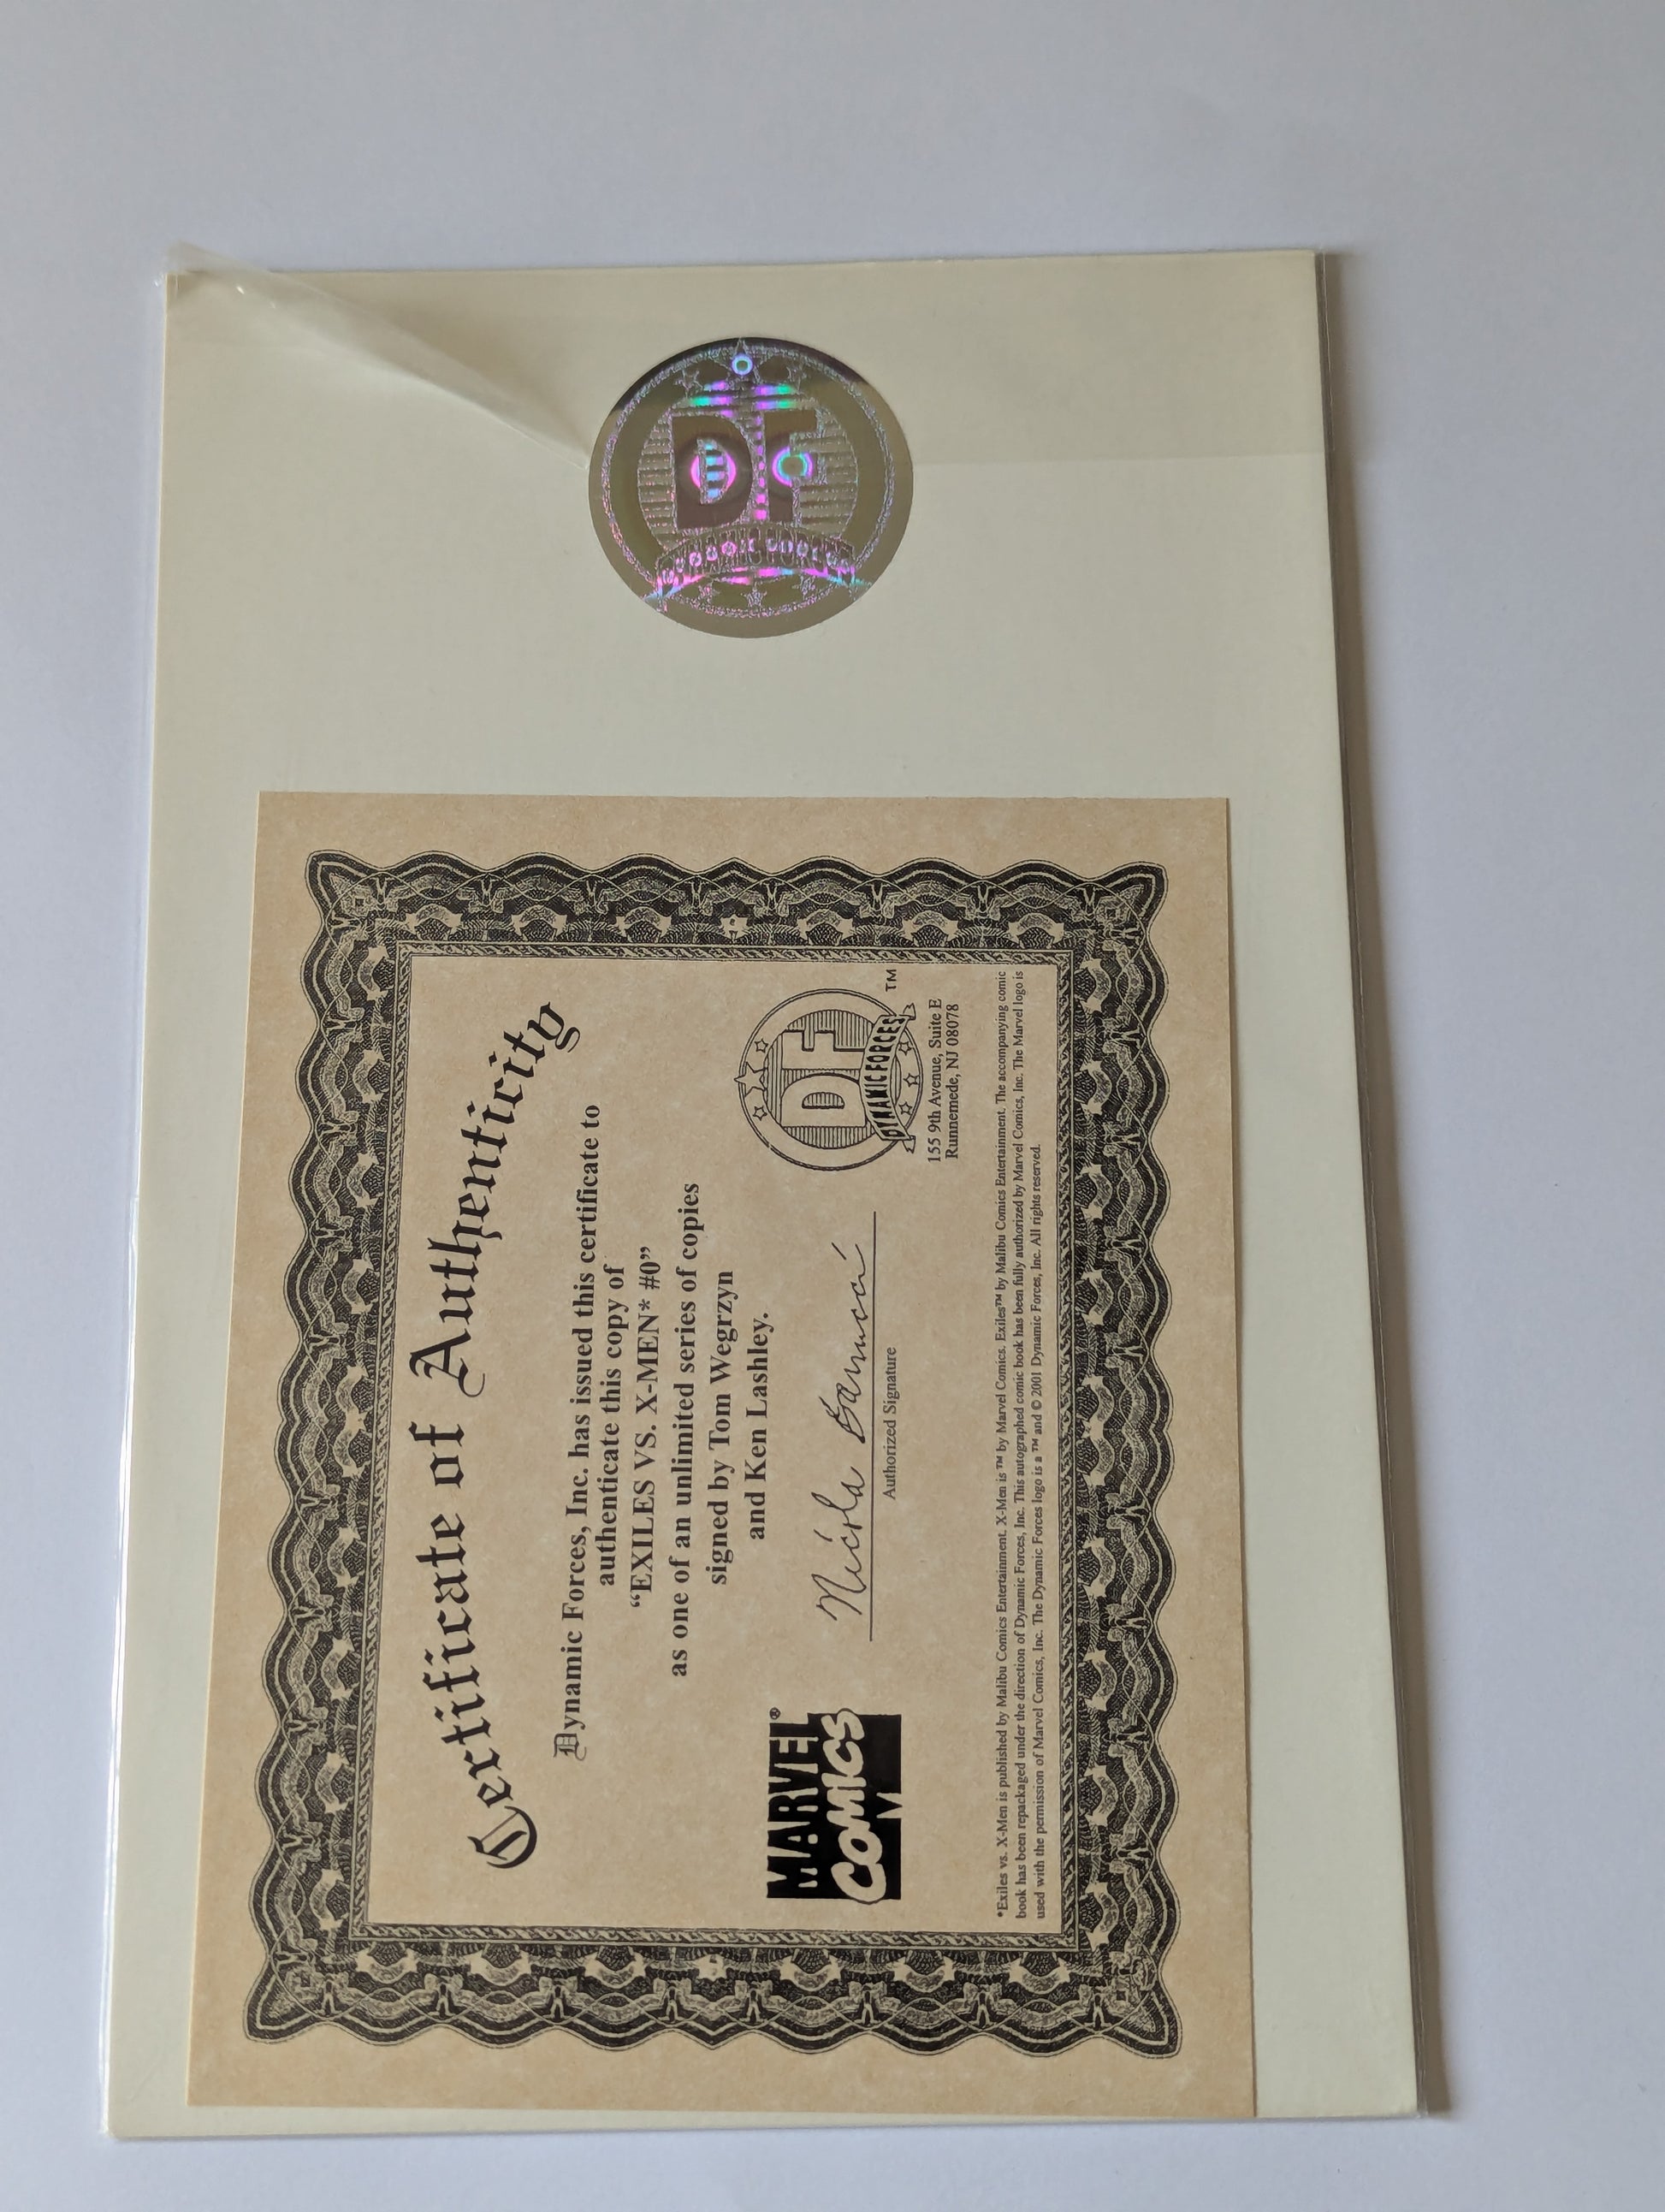 DF
DYNAMIC FORCES
Certificate of Authenticity
Dynamic Forces, Inc. has issued this certificate to
authenticate this copy of
“EXILES VS. X-MEN* #0”
as one of an unlimited series of copies
signed by Tom Wegrzyn
and Ken Lashley.
MARVEL®
COMICS
Nicola Barrucci
Authorized Signature
DF
DYNAMIC FORCES
TM
155 9th Avenue, Suite E
Runnemede, NJ 08078
*Exiles vs. X-Men is published by Malibu Comics Entertainment. X-Men is ™ by Marvel Comics. Exiles™ by Malibu Comics Entertainment. The accompanying comic
book has been repackaged under the direction of Dynamic Forces, Inc. This autographed comic book has been fully authorized by Marvel Comics, Inc. The Marvel logo is
used with the permission of Marvel Comics, Inc. The Dynamic Forces logo is a ™ and © 2001 Dynamic Forces, Inc. All rights reserved.